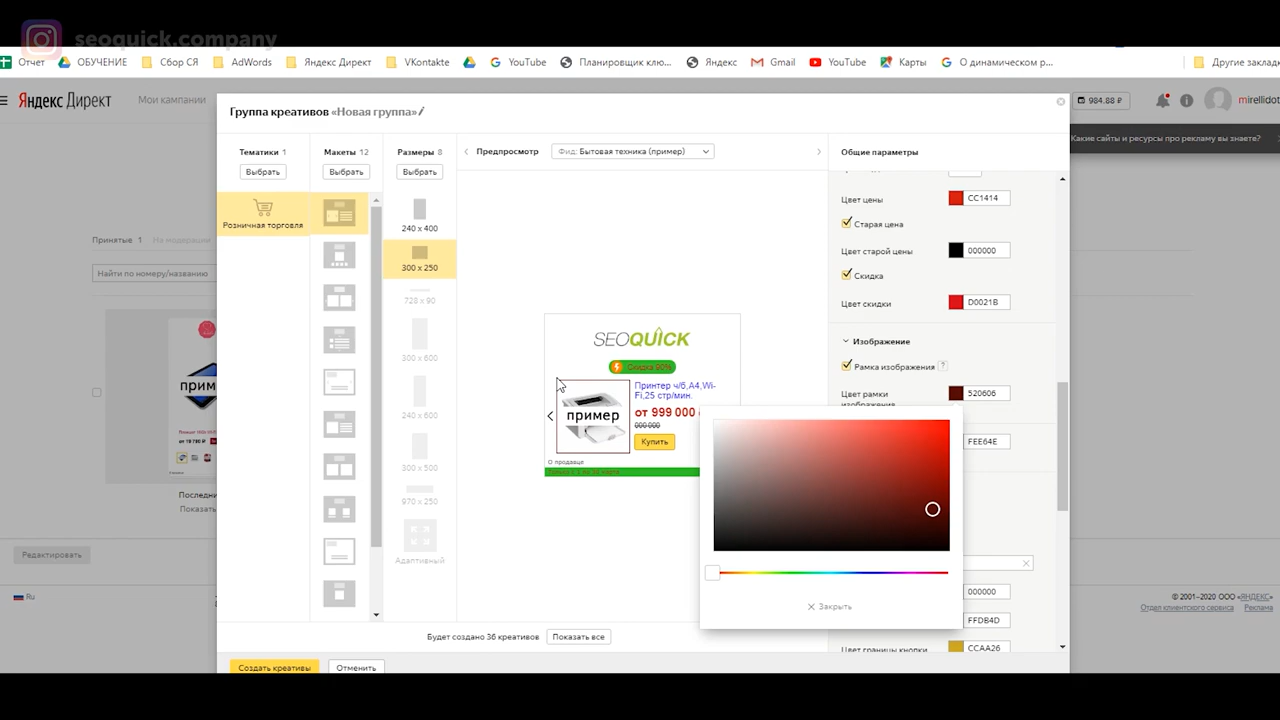 seoquick.company
Отчет
ОБУЧЕНИЕ
Сбор СЯ
AdWords
Яндекс Директ
VKontakte
YouTube
Планировщик клю...
Яндекс
Gmail
YouTube
Карты
О динамическом р...
Другие заклад
Яндекс Директ
Мои кампании
984.88 ₽
mirellidot
Какие сайты и ресурсы про рекламу вы знаете?
Группа креативов «Новая группа»
Тематики 1
Макеты 12
Размеры 8
Выбрать
Выбрать
Выбрать
Предпросмотр
Фид: Бытовая техника (пример)
Общие параметры
Розничная торговля
240 x 400
300 x 250
728 x 90
300 x 600
240 x 600
300 x 500
970 x 250
Адаптивный
Принятые 1
На модерации
Найти по номеру/названию
прим
Последни
Показать
Редактировать
Ru
SEOQUICK
Скидка 90%
Принтер ч/б,A4,Wi-
Fi,25 стр/мин.
от 999 000
000 000
Купить
пример
О продавце
Цвет цены
CC1414
Старая цена
Цвет старой цены
000000
Скидка
Цвет скидки
D0021B
Изображение
Рамка изображения ?
Цвет рамки
изображения
520606
FEE64E
Закрыть
000000
FFDB4D
Цвет границы кнопки
CCAA26
Будет создано 36 креативов
Показать все
Создать креативы
Отменить
© 2001–2020 ООО «ЯНДЕКС»
Отдел клиентского сервиса
Реклама